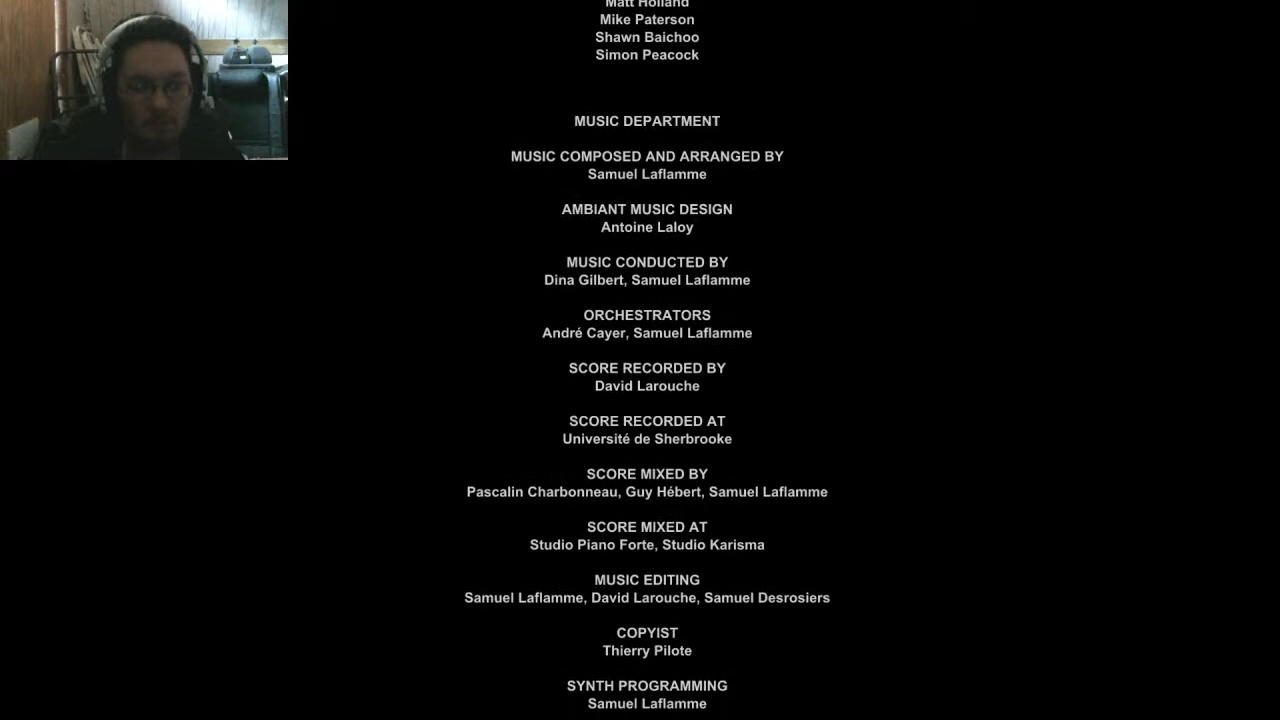 Matt Holland
Mike Paterson
Shawn Baichoo
Simon Peacock
MUSIC DEPARTMENT
MUSIC COMPOSED AND ARRANGED BY
Samuel Laflamme
AMBIANT MUSIC DESIGN
Antoine Laloy
MUSIC CONDUCTED BY
Dina Gilbert, Samuel Laflamme
ORCHESTRATORS
André Cayer, Samuel Laflamme
SCORE RECORDED BY
David Larouche
SCORE RECORDED AT
Université de Sherbrooke
SCORE MIXED BY
Pascalin Charbonneau, Guy Hébert, Samuel Laflamme
SCORE MIXED AT
Studio Piano Forte, Studio Karisma
MUSIC EDITING
Samuel Laflamme, David Larouche, Samuel Desrosiers
COPYIST
Thierry Pilote
SYNTH PROGRAMMING
Samuel Laflamme